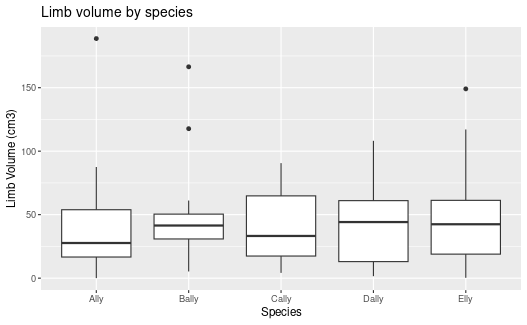 Limb volume by species
Limb Volume (cm3)
150
100
50
0
Ally Bally Cally Dally Elly
Species